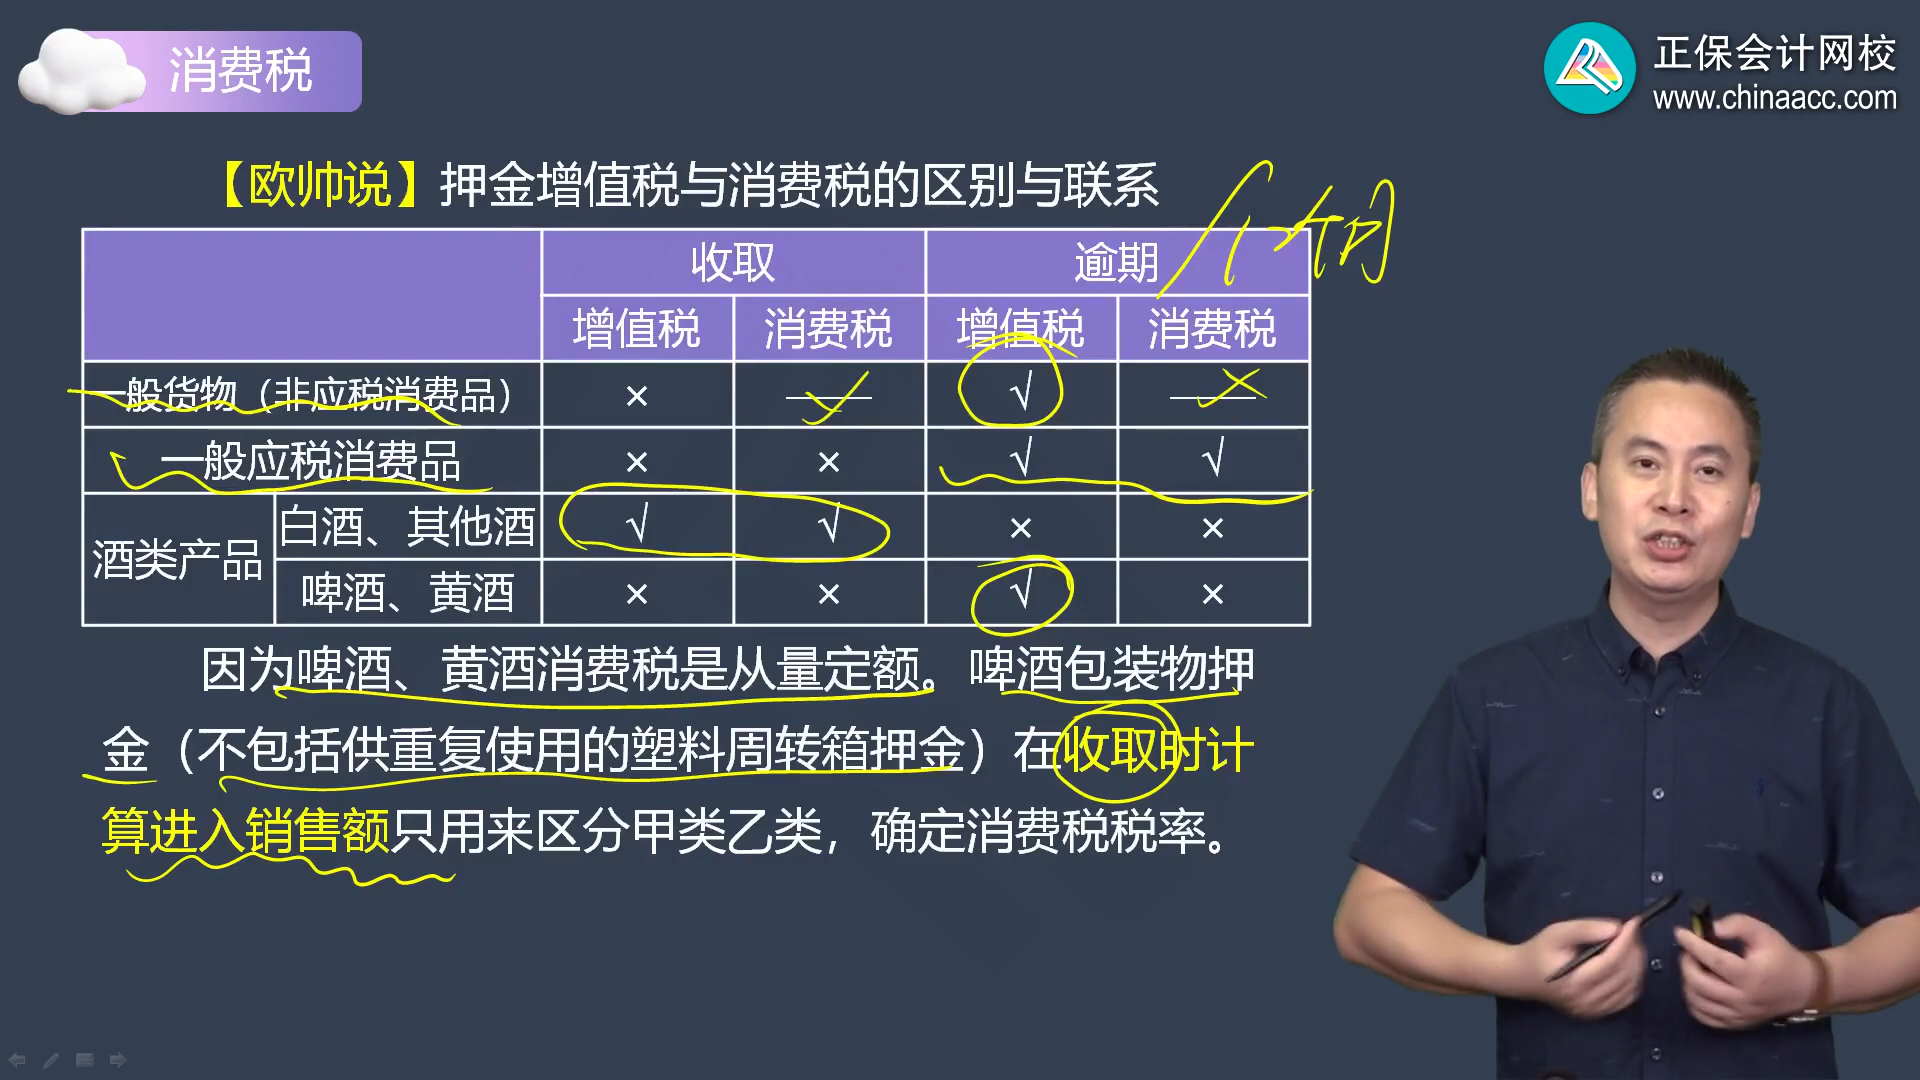 消费税
正保会计网校
www.chinaacc.com
【欧帅说】押金增值税与消费税的区别与联系
收取 逾期
增值税 消费税 增值税 消费税
一般货物（非应税消费品） × —— √ ——
一般应税消费品 × × √ √
酒类产品 白酒、其他酒 √ √ × ×
啤酒、黄酒 × × √ ×
因为啤酒、黄酒消费税是从量定额。啤酒包装物押
金（不包括供重复使用的塑料周转箱押金）在收取时计
算进入销售额只用来区分甲类乙类，确定消费税税率。